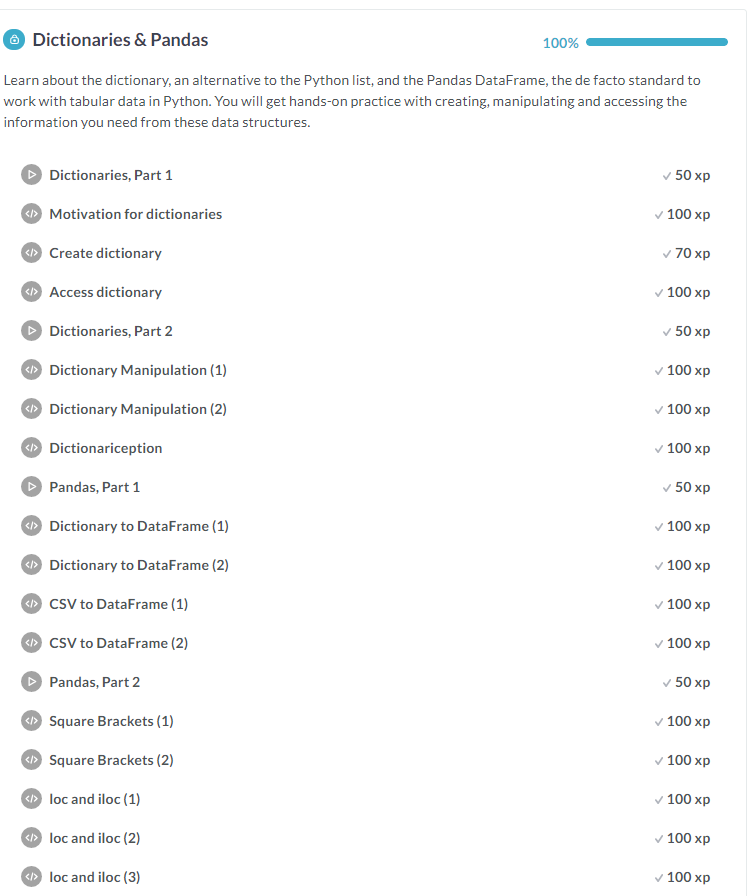 Dictionaries & Pandas 100%
Learn about the dictionary, an alternative to the Python list, and the Pandas DataFrame, the de facto standard to
work with tabular data in Python. You will get hands-on practice with creating, manipulating and accessing the
information you need from these data structures.
Dictionaries, Part 1 50 xp
Motivation for dictionaries 100 xp
Create dictionary 70 xp
Access dictionary 100 xp
Dictionaries, Part 2 50 xp
Dictionary Manipulation (1) 100 xp
Dictionary Manipulation (2) 100 xp
Dictionariception 100 xp
Pandas, Part 1 50 xp
Dictionary to DataFrame (1) 100 xp
Dictionary to DataFrame (2) 100 xp
CSV to DataFrame (1) 100 xp
CSV to DataFrame (2) 100 xp
Pandas, Part 2 50 xp
Square Brackets (1) 100 xp
Square Brackets (2) 100 xp
loc and iloc (1) 100 xp
loc and iloc (2) 100 xp
loc and iloc (3) 100 xp